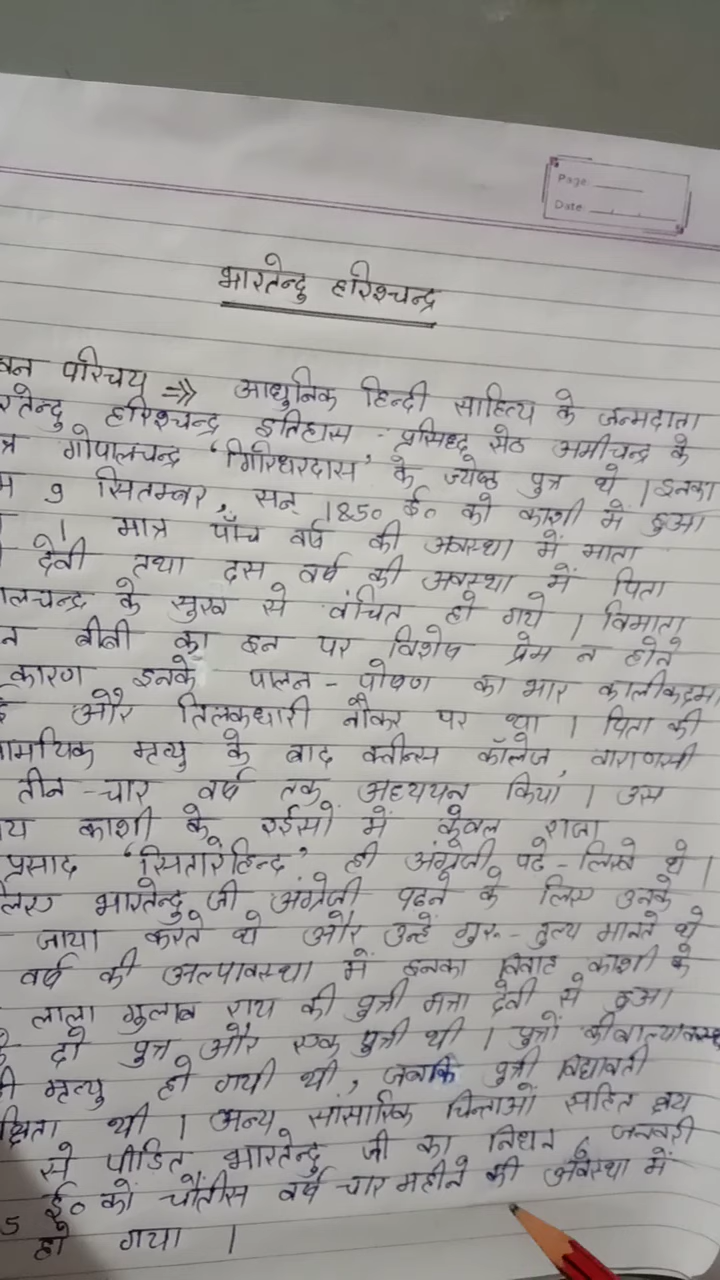 Page:
Date:
भारतेन्दु हरिश्चन्द्र
वन परिचय ⇒ आधुनिक हिन्दी साहित्य के जन्मदाता
रतेन्दु हरिश्चन्द्र इतिहास - प्रसिद्ध सेठ अमीचन्द्र के
त्र गोपालचन्द्र 'गिरिधरदास' के ज्येष्ठ पुत्र थे । इनका
म 9 सितम्बर, सन् 1850 ई० को काशी में हुआ
। मात्र पाँच वर्ष की अवस्था में माता
देवी तथा दस वर्ष की अवस्था में पिता
लचन्द्र के सुख से वंचित हो गये । विमाता
न बीबी का इन पर विशेष प्रेम न होने
कारण इनके पालन - पोषण का भार कालीकदमा
और तिलकधारी नौकर पर था । पिता की
सामयिक मृत्यु के बाद क्वीन्स कॉलेज, वाराणसी
तीन - चार वर्ष तक अध्ययन किया । उस
य काशी के रईसों में केवल राजा
प्रसाद 'सितारेहिन्द' ही अंग्रेजी पढे - लिखे थे ।
लिए भारतेन्दु जी अंग्रेजी पढने के लिए उनके
जाया करते थे और उन्हें गुरु - तुल्य मानते थे
वर्ष की अल्पावस्था में इनका विवाह काशी के
लाला गुलाब राय की पुत्री मन्ना देवी से हुआ
दो पुत्र और एक पुत्री थी । पुत्रों की बाल्यावस्था
ही मृत्यु हो गयी थी, जबकि पुत्री विद्यावती
क्षिता थी । अन्य सांसारिक चिन्ताओं सहित क्षय
से पीडित भारतेन्दु जी का निधन 6 जनवरी
5 ई० को चौंतीस वर्ष चार महीने की अवस्था में
हो गया ।